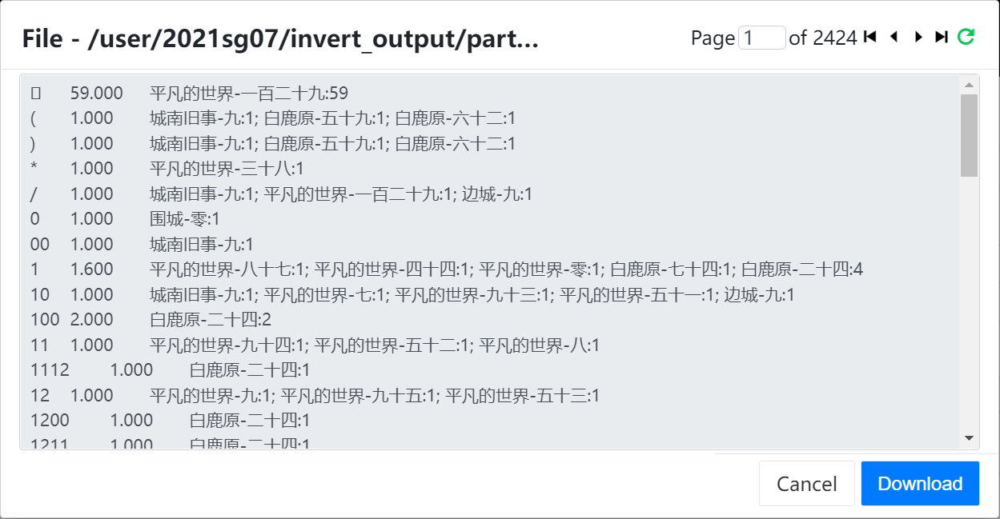 File - /user/2021sg07/invert_output/part...
Page 1 of 2424
59.000 平凡的世界-一百二十九:59
( 1.000 城南旧事-九:1; 白鹿原-五十九:1; 白鹿原-六十二:1
) 1.000 城南旧事-九:1; 白鹿原-五十九:1; 白鹿原-六十二:1
* 1.000 平凡的世界-三十八:1
/ 1.000 城南旧事-九:1; 平凡的世界-一百二十九:1; 边城-九:1
0 1.000 围城-零:1
00 1.000 城南旧事-九:1
1 1.600 平凡的世界-八十七:1; 平凡的世界-四十四:1; 平凡的世界-零:1; 白鹿原-七十四:1; 白鹿原-二十四:4
10 1.000 城南旧事-九:1; 平凡的世界-七:1; 平凡的世界-九十三:1; 平凡的世界-五十一:1; 边城-九:1
100 2.000 白鹿原-二十四:2
11 1.000 平凡的世界-九十四:1; 平凡的世界-五十二:1; 平凡的世界-八:1
1112 1.000 白鹿原-二十四:1
12 1.000 平凡的世界-九:1; 平凡的世界-九十五:1; 平凡的世界-五十三:1
1200 1.000 白鹿原-二十四:1
1211 1.000 白鹿原-二十四:1
Cancel Download